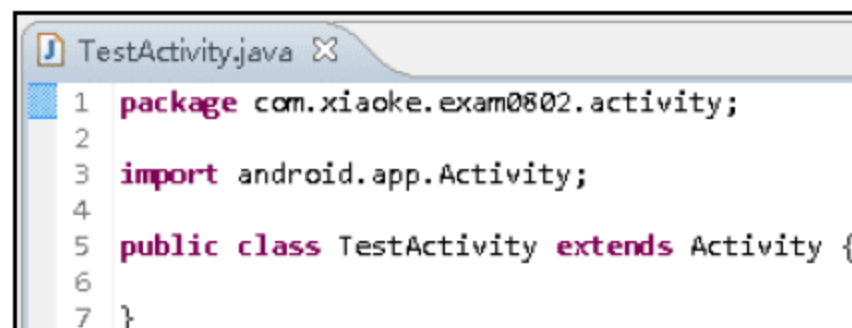 TestActivity.java
1 package com.xiaoke.exam0802.activity;
2
3 import android.app.Activity;
4
5 public class TestActivity extends Activity {
6
7 }